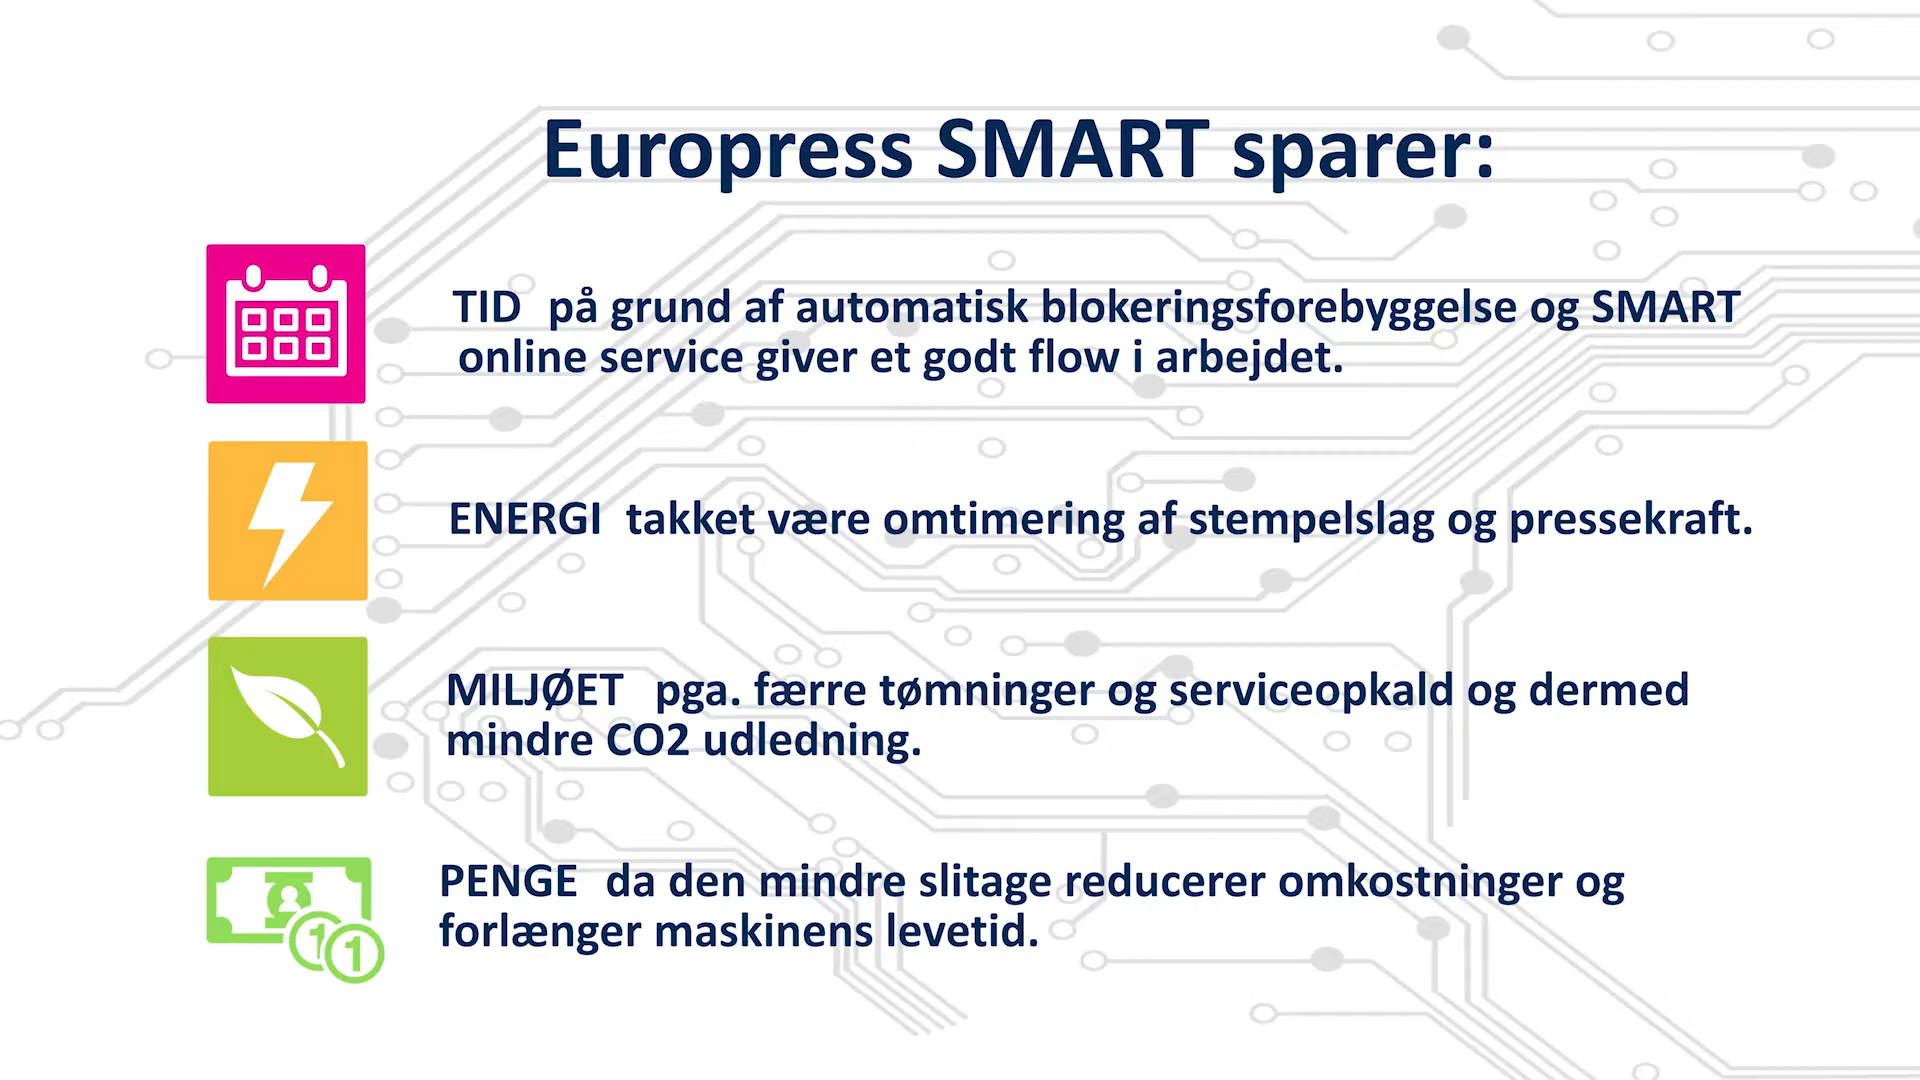 Europress SMART sparer:
TID på grund af automatisk blokeringsforebyggelse og SMART
online service giver et godt flow i arbejdet.
ENERGI takket være omtimering af stempelslag og pressekraft.
MILJØET pga. færre tømninger og serviceopkald og dermed
mindre CO2 udledning.
PENGE da den mindre slitage reducerer omkostninger og
forlænger maskinens levetid.
1 1